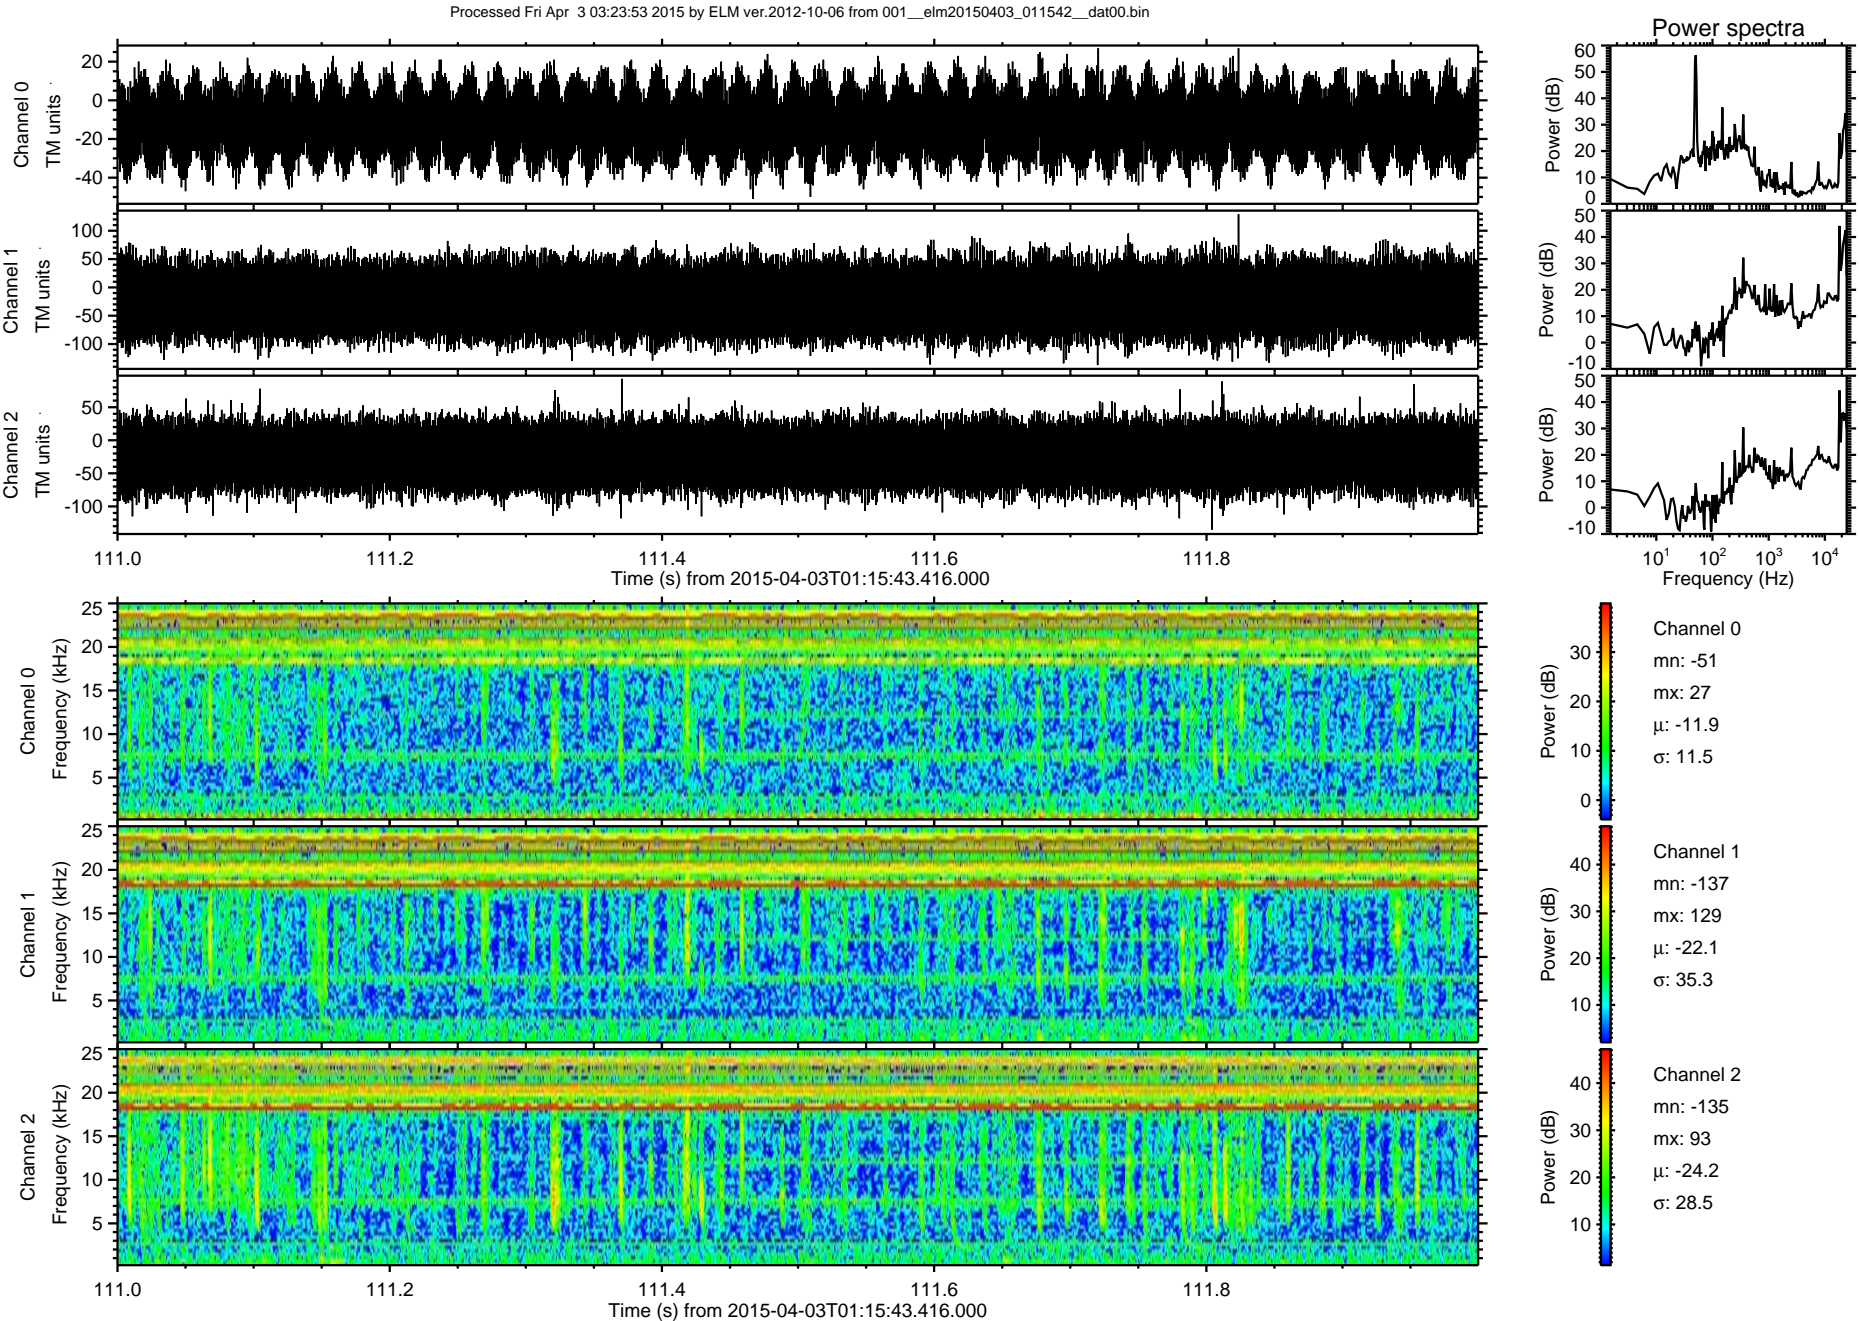 Processed Fri Apr  3 03:23:53 2015 by ELM ver.2012-10-06 from 001__elm20150403_011542__dat00.bin
Power spectra
Channel 0
TM units
20
0
-20
-40
Power (dB)
60
50
40
30
20
10
0
Channel 1
TM units
100
50
0
-50
-100
Power (dB)
50
40
30
20
10
0
-10
Channel 2
TM units
50
0
-50
-100
Power (dB)
50
40
30
20
10
0
-10
111.0 111.2 111.4 111.6 111.8
Time (s) from 2015-04-03T01:15:43.416.000
10^1 10^2 10^3 10^4
Frequency (Hz)
Channel 0
Frequency (kHz)
25
20
15
10
5
Power (dB)
30
20
10
0
Channel 0
mn: -51
mx: 27
μ: -11.9
σ: 11.5
Channel 1
Frequency (kHz)
25
20
15
10
5
Power (dB)
40
30
20
10
Channel 1
mn: -137
mx: 129
μ: -22.1
σ: 35.3
Channel 2
Frequency (kHz)
25
20
15
10
5
Power (dB)
40
30
20
10
Channel 2
mn: -135
mx: 93
μ: -24.2
σ: 28.5
111.0 111.2 111.4 111.6 111.8
Time (s) from 2015-04-03T01:15:43.416.000